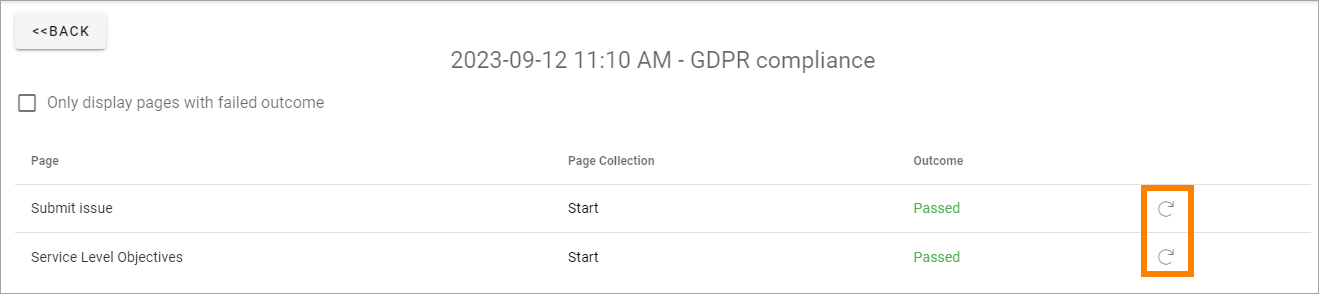 <<BACK
2023-09-12 11:10 AM - GDPR compliance
Only display pages with failed outcome
Page Page Collection Outcome
Submit issue Start Passed
Service Level Objectives Start Passed